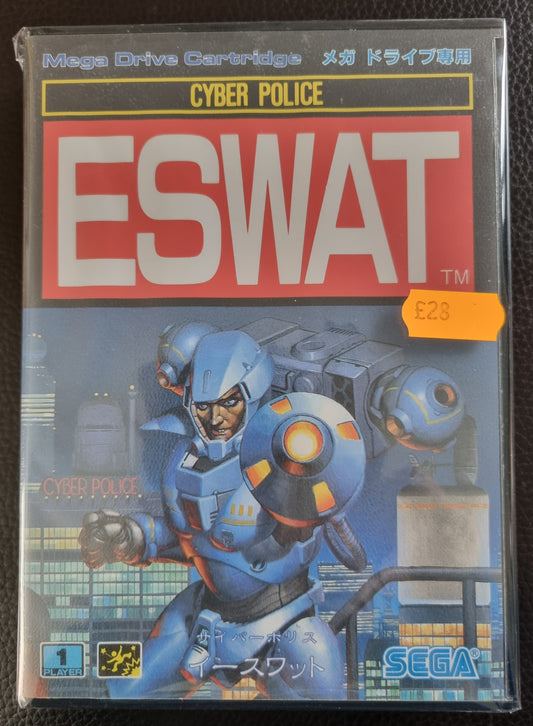 Mega Drive Cartridge メガ ドライブ専用
CYBER POLICE
ESWAT
TM
£28
CYBER POLICE
サイバーポリス
イースワット
1
PLAYER
SEGA